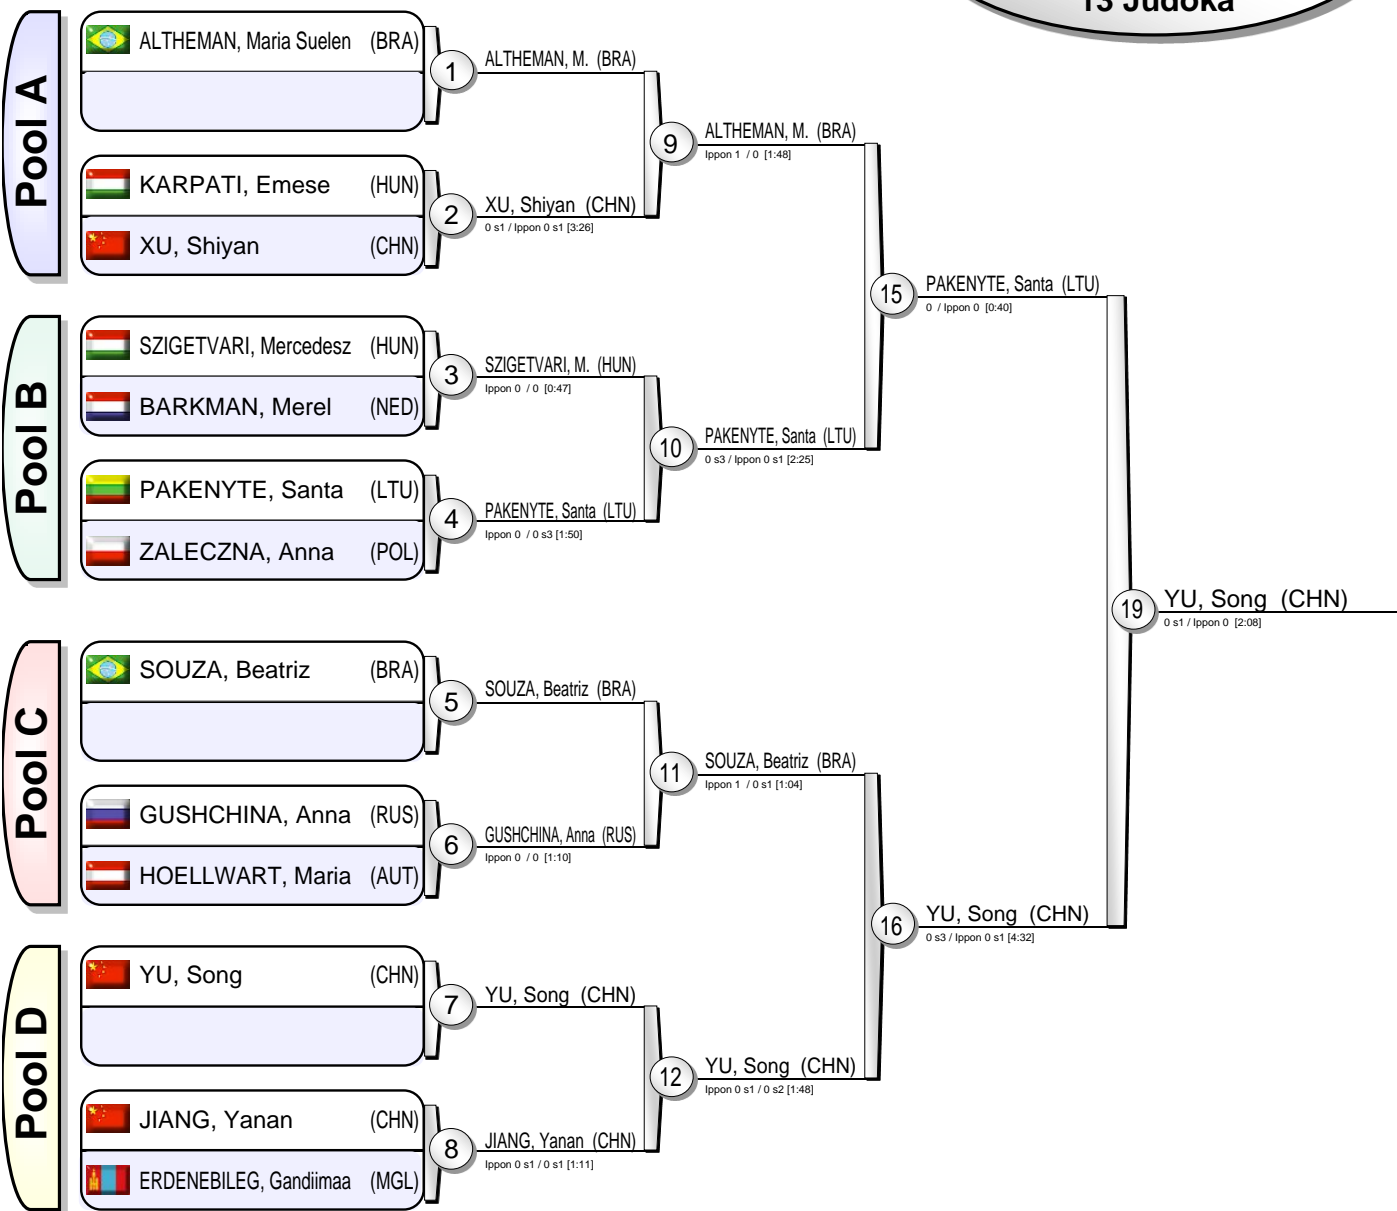 13 Judoka
Pool A
ALTHEMAN, Maria Suelen (BRA)
1
ALTHEMAN, M. (BRA)
KARPATI, Emese (HUN)
XU, Shiyan (CHN)
2
XU, Shiyan (CHN)
0 s1 / Ippon 0 s1 [3:26]
9
ALTHEMAN, M. (BRA)
Ippon 1 / 0 [1:48]
Pool B
SZIGETVARI, Mercedesz (HUN)
BARKMAN, Merel (NED)
3
SZIGETVARI, M. (HUN)
Ippon 0 / 0 [0:47]
PAKENYTE, Santa (LTU)
ZALECZNA, Anna (POL)
4
PAKENYTE, Santa (LTU)
Ippon 0 / 0 s3 [1:50]
10
PAKENYTE, Santa (LTU)
0 s3 / Ippon 0 s1 [2:25]
15
PAKENYTE, Santa (LTU)
0 / Ippon 0 [0:40]
Pool C
SOUZA, Beatriz (BRA)
5
SOUZA, Beatriz (BRA)
GUSHCHINA, Anna (RUS)
HOELLWART, Maria (AUT)
6
GUSHCHINA, Anna (RUS)
Ippon 0 / 0 [1:10]
11
SOUZA, Beatriz (BRA)
Ippon 1 / 0 s1 [1:04]
Pool D
YU, Song (CHN)
7
YU, Song (CHN)
JIANG, Yanan (CHN)
ERDENEBILEG, Gandiimaa (MGL)
8
JIANG, Yanan (CHN)
Ippon 0 s1 / 0 s1 [1:11]
12
YU, Song (CHN)
Ippon 0 s1 / 0 s2 [1:48]
16
YU, Song (CHN)
0 s3 / Ippon 0 s1 [4:32]
19
YU, Song (CHN)
0 s1 / Ippon 0 [2:08]